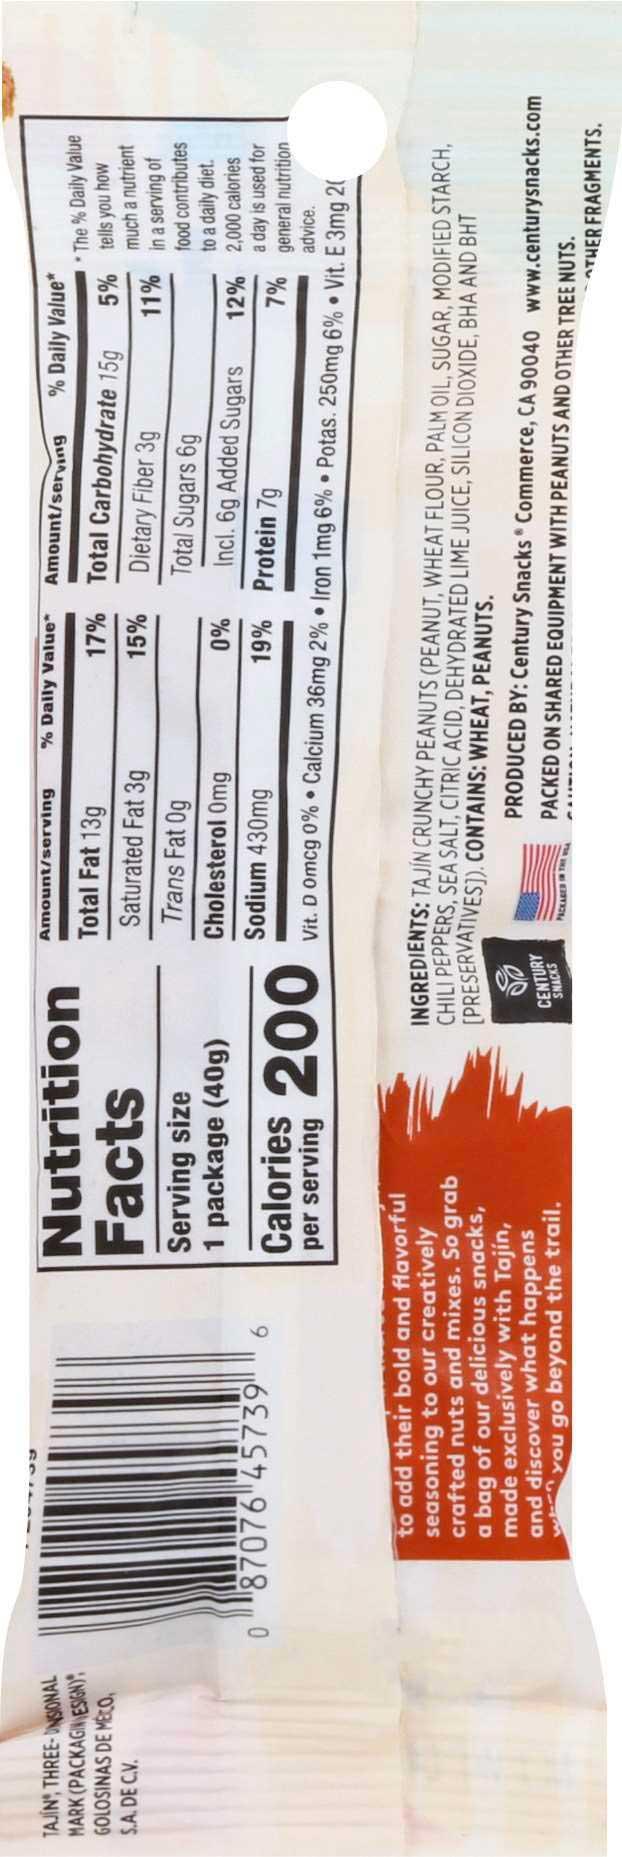 Nutrition
Facts
Serving size
1 package (40g)
Calories 200
per serving
Amount/serving % Daily Value*
Total Fat 13g 17%
Saturated Fat 3g 15%
Trans Fat 0g
Cholesterol 0mg 0%
Sodium 430mg 19%
Amount/serving % Daily Value*
Total Carbohydrate 15g 5%
Dietary Fiber 3g 11%
Total Sugars 6g
Incl. 6g Added Sugars 12%
Protein 7g 7%
* The % Daily Value
tells you how
much a nutrient
in a serving of
food contributes
to a daily diet.
2,000 calories
a day is used for
general nutrition
advice.
Vit. D 0mcg 0% • Calcium 36mg 2% • Iron 1mg 6% • Potas. 250mg 6% • Vit. E 3mg
INGREDIENTS: TAJÍN CRUNCHY PEANUTS (PEANUT, WHEAT FLOUR, PALM OIL, SUGAR, MODIFIED STARCH,
CHILI PEPPERS, SEA SALT, CITRIC ACID, DEHYDRATED LIME JUICE, SILICON DIOXIDE, BHA AND BHT
[PRESERVATIVES]). CONTAINS: WHEAT, PEANUTS.
PRODUCED BY: Century Snacks® Commerce, CA 90040 www.centurysnacks.com
PACKED ON SHARED EQUIPMENT WITH PEANUTS AND OTHER TREE NUTS.
OTHER FRAGMENTS.
CENTURY
SNACKS
PACKAGED IN THE USA
to add their bold and flavorful
seasoning to our creatively
crafted nuts and mixes. So grab
a bag of our delicious snacks,
made exclusively with Tajín,
and discover what happens
when you go beyond the trail.
0 87076 45739 6
TAJÍN®, THREE-
MARK (PACKAGIN
GOLOSINAS DE
S.A. DE C.V.